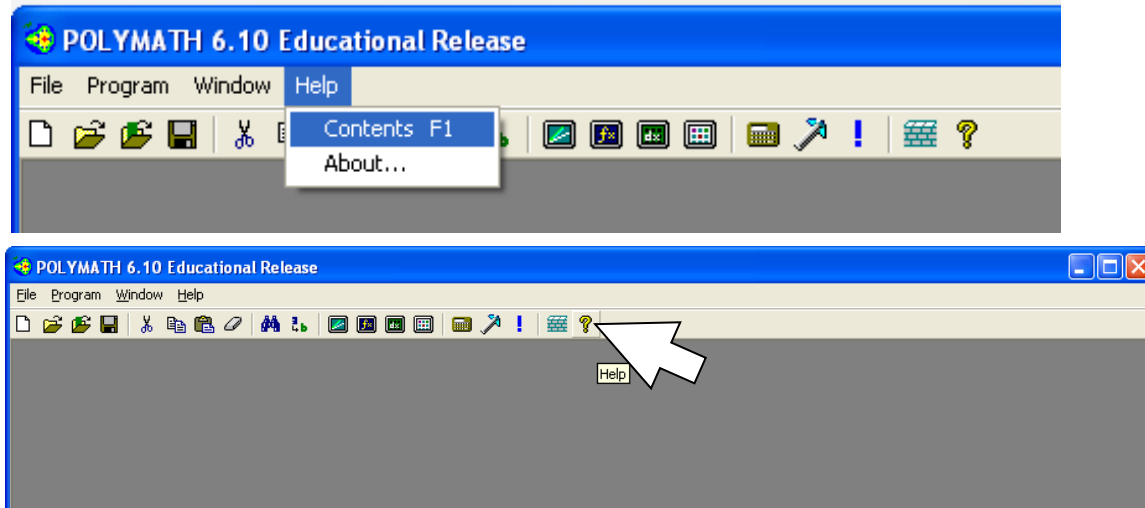 POLYMATH 6.10 Educational Release
File Program Window Help
Contents F1
About...
POLYMATH 6.10 Educational Release
File Program Window Help
Help